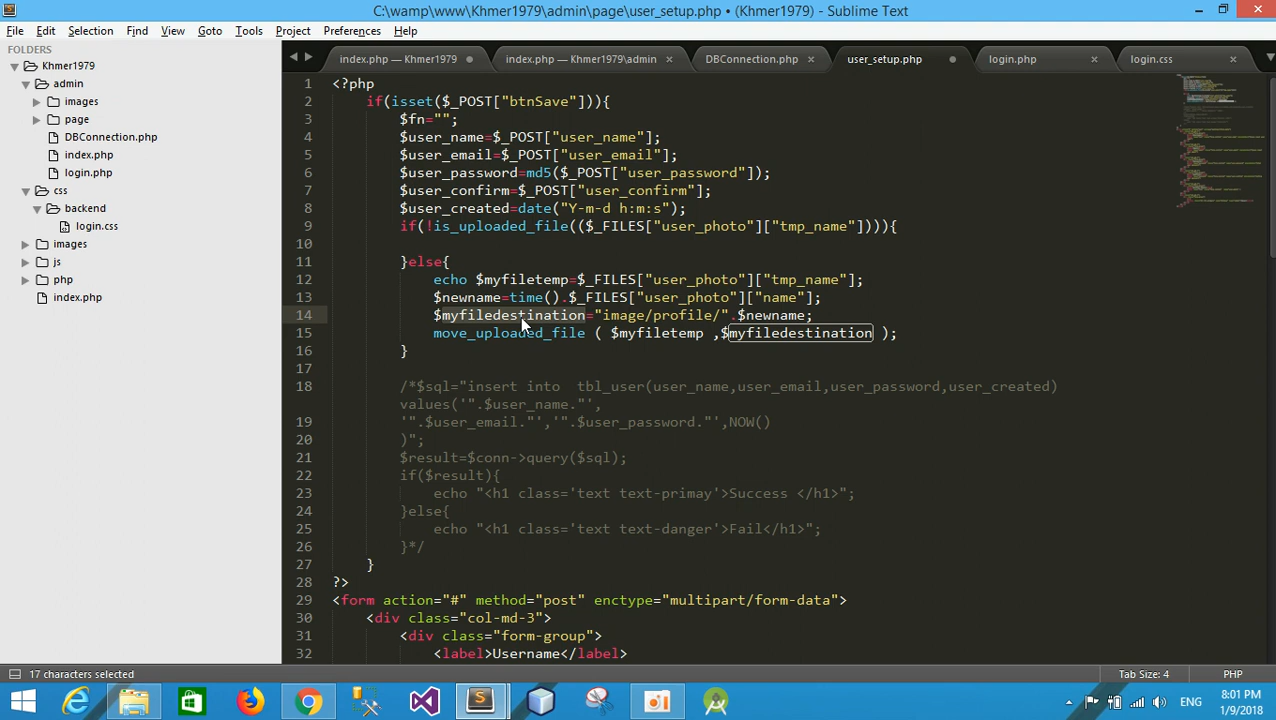 C:\wamp\www\Khmer1979\admin\page\user_setup.php • (Khmer1979) - Sublime Text
File Edit Selection Find View Goto Tools Project Preferences Help
FOLDERS
Khmer1979
admin
images
page
DBConnection.php
index.php
login.php
css
backend
login.css
images
js
php
index.php
index.php — Khmer1979
index.php — Khmer1979\admin
DBConnection.php
user_setup.php
login.php
login.css
1 <?php
2 if(isset($_POST["btnSave"])){
3 $fn="";
4 $user_name=$_POST["user_name"];
5 $user_email=$_POST["user_email"];
6 $user_password=md5($_POST["user_password"]);
7 $user_confirm=$_POST["user_confirm"];
8 $user_created=date("Y-m-d h:m:s");
9 if(!is_uploaded_file(($_FILES["user_photo"]["tmp_name"]))){
10
11 }else{
12 echo $myfiletemp=$_FILES["user_photo"]["tmp_name"];
13 $newname=time().$_FILES["user_photo"]["name"];
14 $myfiledestination="image/profile/".$newname;
15 move_uploaded_file ( $myfiletemp ,$myfiledestination );
16 }
17
18 /*$sql="insert into  tbl_user(user_name,user_email,user_password,user_created)
values('".$user_name."',
19 '".$user_email."','".$user_password."',NOW()
20 )";
21 $result=$conn->query($sql);
22 if($result){
23 echo "<h1 class='text text-primay'>Success </h1>";
24 }else{
25 echo "<h1 class='text text-danger'>Fail</h1>";
26 }*/
27 }
28 ?>
29 <form action="#" method="post" enctype="multipart/form-data">
30 <div class="col-md-3">
31 <div class="form-group">
32 <label>Username</label>
17 characters selected
Tab Size: 4
PHP
ENG
8:01 PM
1/9/2018